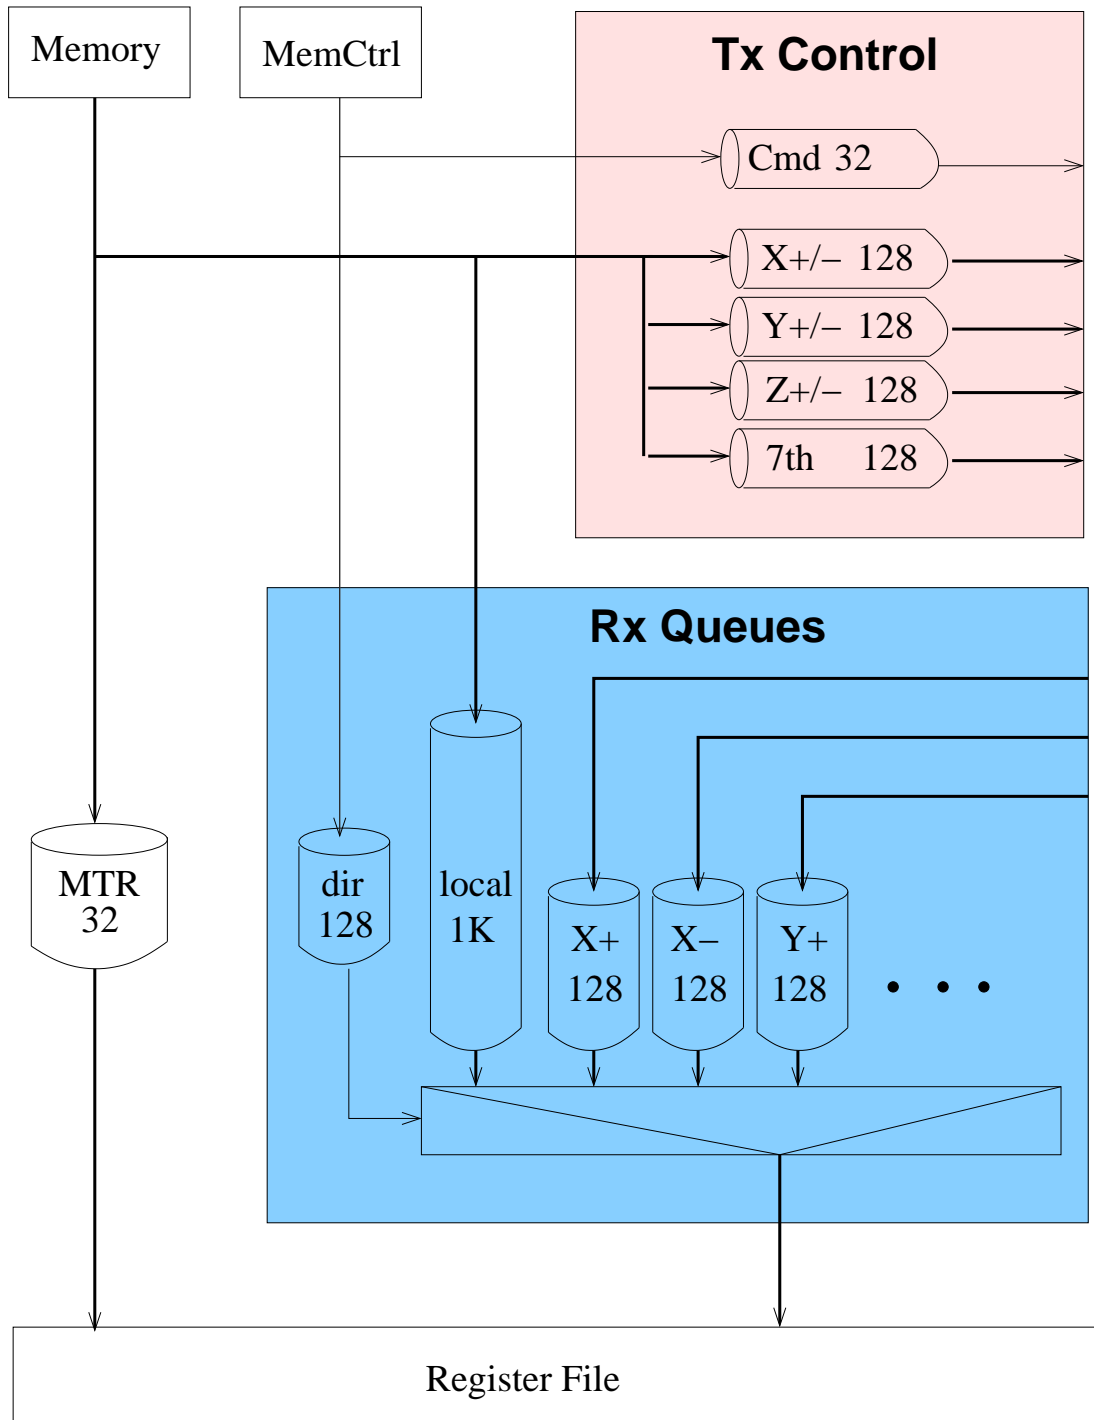 Memory
MemCtrl
Tx Control
Cmd 32
X+/− 128
Y+/− 128
Z+/− 128
7th 128
Rx Queues
MTR
32
dir
128
local
1K
X+
128
X−
128
Y+
128
• • •
Register File